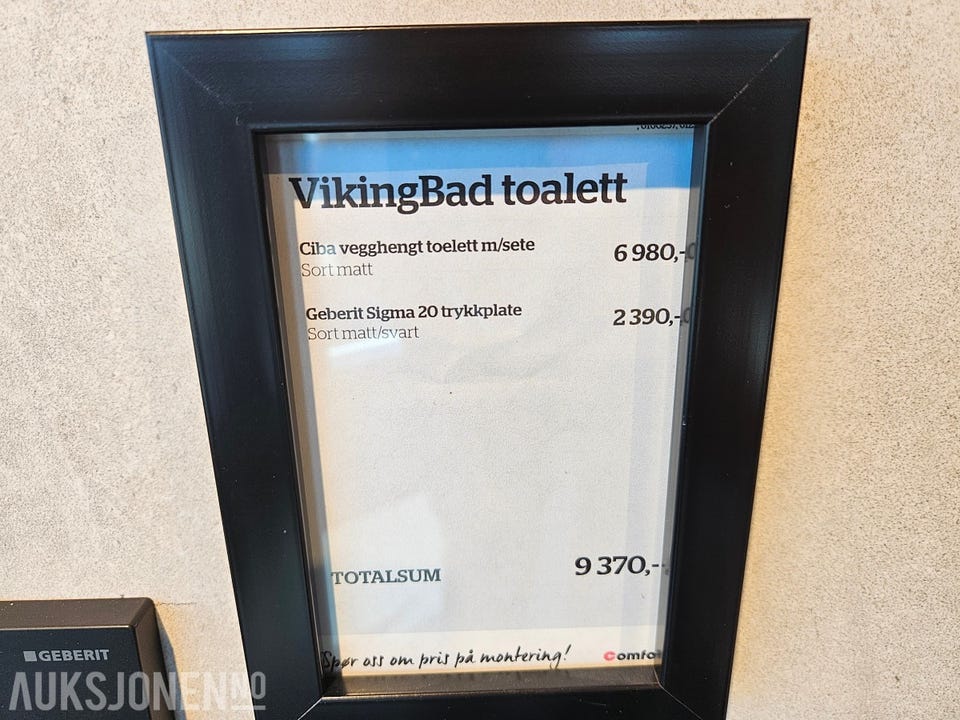 VikingBad toalett
Ciba vegghengt toelett m/sete 6 980,-
Sort matt
Geberit Sigma 20 trykkplate 2 390,-
Sort matt/svart
TOTALSUM 9 370,-
Spør oss om pris på montering!
GEBERIT
AUKSJONEN.NO